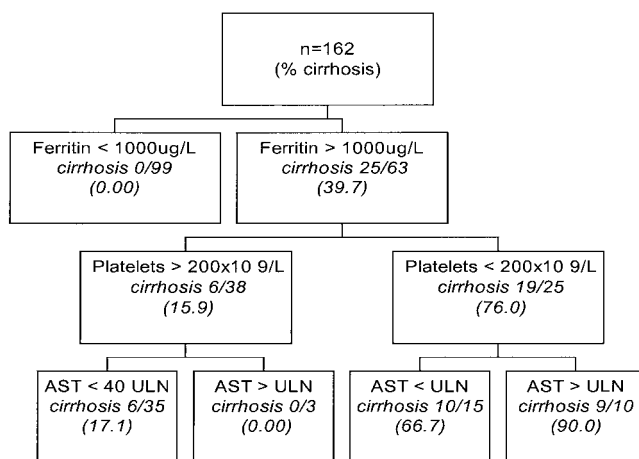 n=162
(% cirrhosis)
Ferritin < 1000ug/L
cirrhosis 0/99
(0.00)
Ferritin > 1000ug/L
cirrhosis 25/63
(39.7)
Platelets > 200x10 9/L
cirrhosis 6/38
(15.9)
Platelets < 200x10 9/L
cirrhosis 19/25
(76.0)
AST < 40 ULN
cirrhosis 6/35
(17.1)
AST > ULN
cirrhosis 0/3
(0.00)
AST < ULN
cirrhosis 10/15
(66.7)
AST > ULN
cirrhosis 9/10
(90.0)